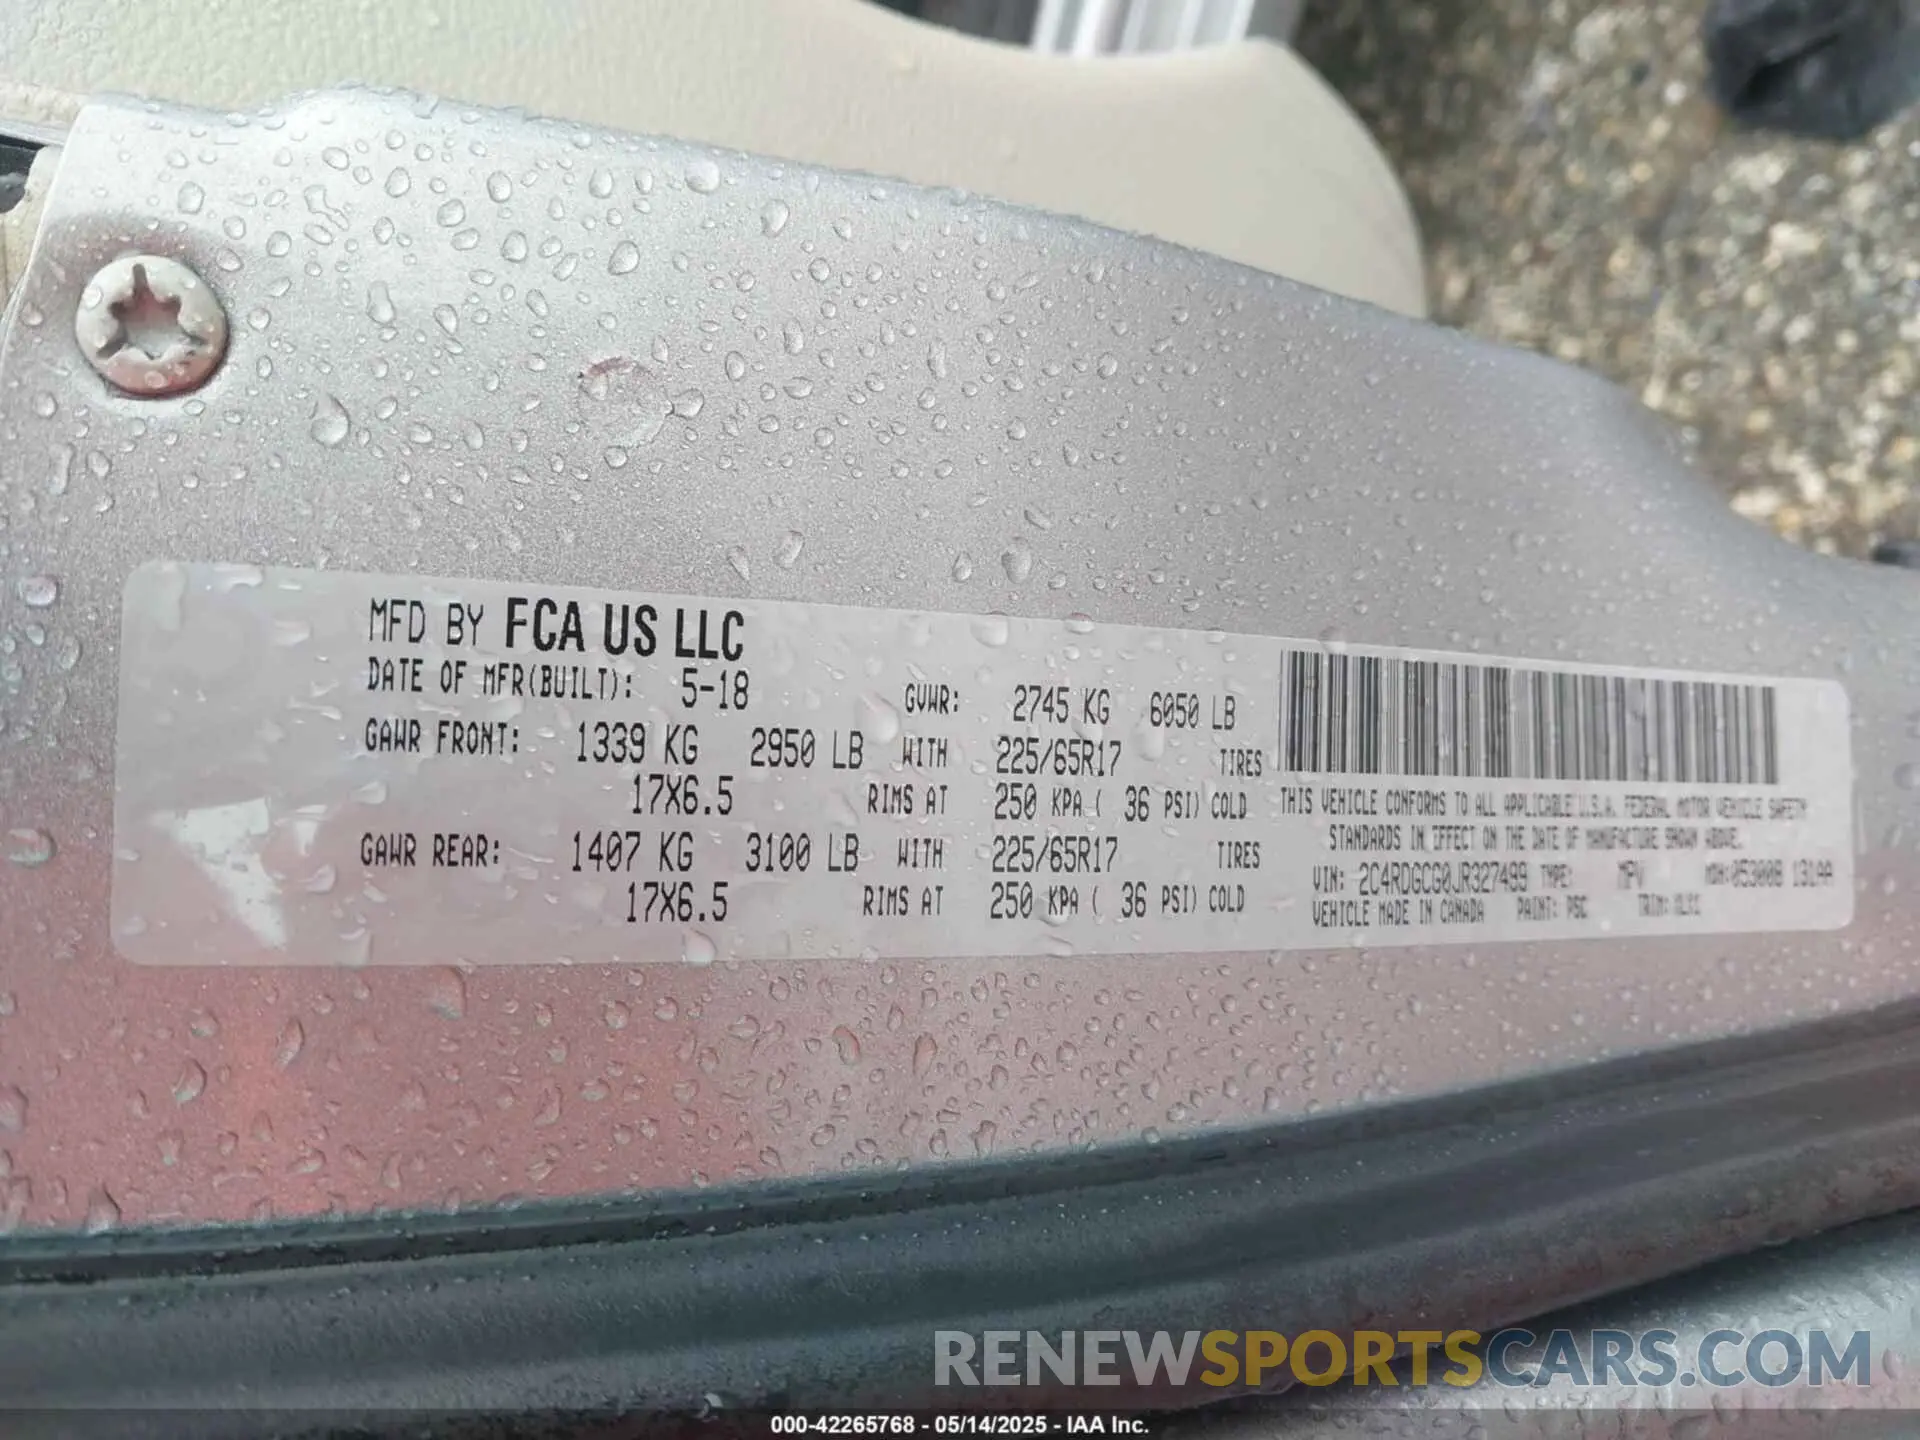 MFD BY FCA US LLC
DATE OF MFR(BUILT): 5-18 GVWR: 2745 KG 6050 LB
GAWR FRONT: 1339 KG 2950 LB WITH 225/65R17 TIRES
17X6.5 RIMS AT 250 KPA ( 36 PSI) COLD
GAWR REAR: 1407 KG 3100 LB WITH 225/65R17 TIRES
17X6.5 RIMS AT 250 KPA ( 36 PSI) COLD
THIS VEHICLE CONFORMS TO ALL APPLICABLE U.S.A. FEDERAL MOTOR VEHICLE SAFETY
STANDARDS IN EFFECT ON THE DATE OF MANUFACTURE SHOWN ABOVE.
VIN: 2C4RDGCG0JR327499 TYPE: MPV MDH: 053008
VEHICLE MADE IN CANADA PAINT: PSC TRIM:
RENEWSPORTSCARS.COM
000-42265768 - 05/14/2025 - IAA Inc.